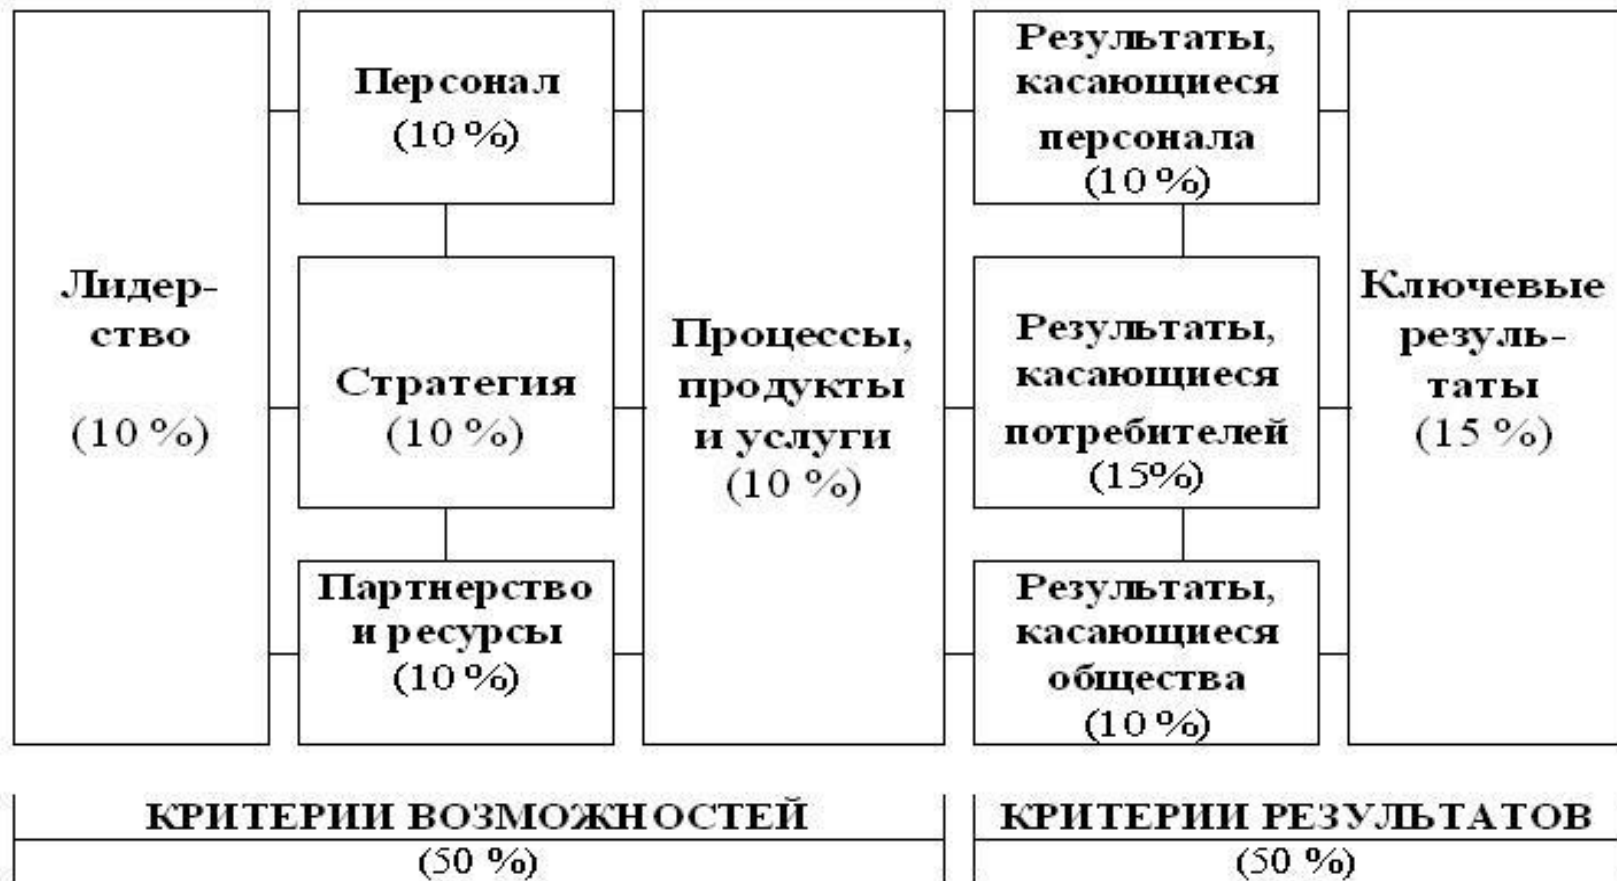 Лидер-
ство
(10 %)
Персонал
(10 %)
Стратегия
(10 %)
Партнерство
и ресурсы
(10 %)
Процессы,
продукты
и услуги
(10 %)
Результаты,
касающиеся
персонала
(10 %)
Результаты,
касающиеся
потребителей
(15%)
Результаты,
касающиеся
общества
(10 %)
Ключевые
резуль-
таты
(15 %)
КРИТЕРИИ ВОЗМОЖНОСТЕЙ
(50 %)
КРИТЕРИИ РЕЗУЛЬТАТОВ
(50 %)